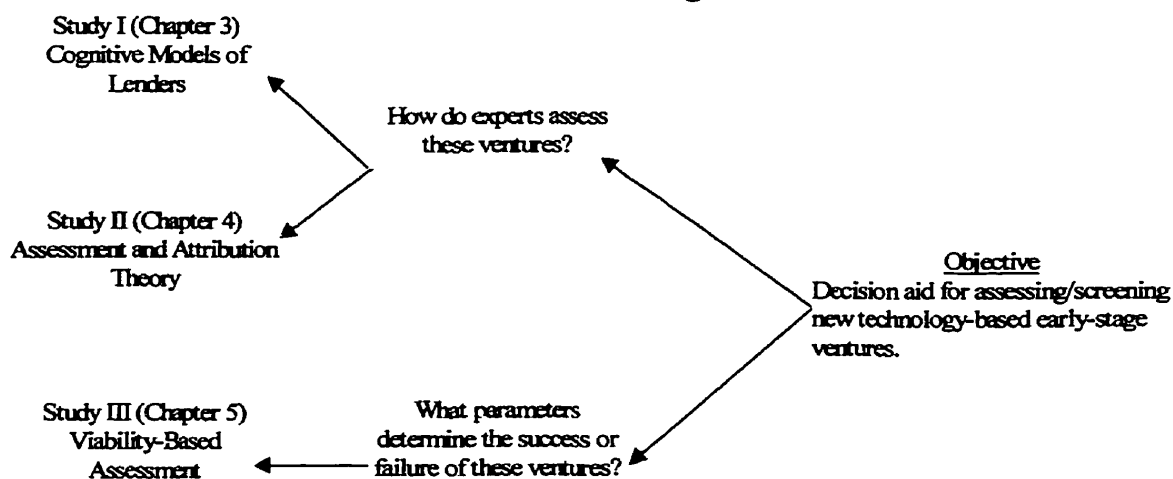 Study I (Chapter 3)
Cognitive Models of
Lenders
How do experts assess
these ventures?
Study II (Chapter 4)
Assessment and Attribution
Theory
Objective
Decision aid for assessing/screening
new technology-based early-stage
ventures.
Study III (Chapter 5)
Viability-Based
Assessment
What parameters
determine the success or
failure of these ventures?